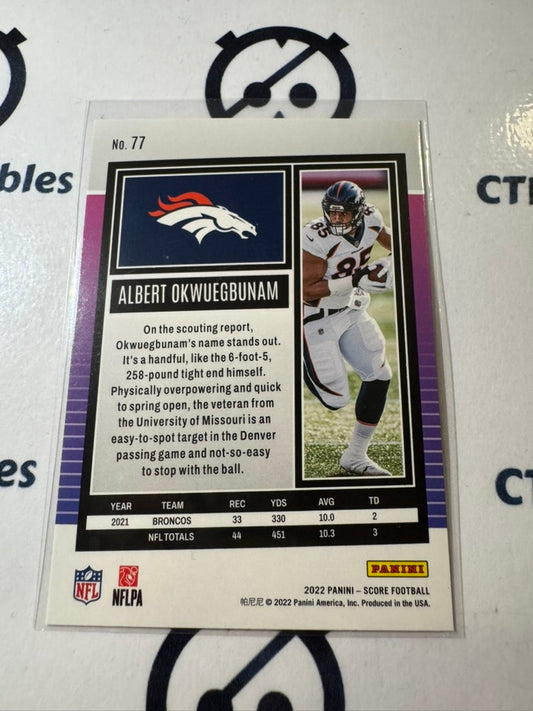 No. 77
ALBERT OKWUEGBUNAM
On the scouting report,
Okwuegbunam's name stands out.
It's a handful, like the 6-foot-5,
258-pound tight end himself.
Physically overpowering and quick
to spring open, the veteran from
the University of Missouri is an
easy-to-spot target in the Denver
passing game and not-so-easy
to stop with the ball.
85
85
YEAR TEAM REC YDS AVG TD
2021 BRONCOS 33 330 10.0 2
NFL TOTALS 44 451 10.3 3
PANINI
NFL
NFLPA
2022 PANINI – SCORE FOOTBALL
帕尼尼 © 2022 Panini America, Inc. Produced in the USA.